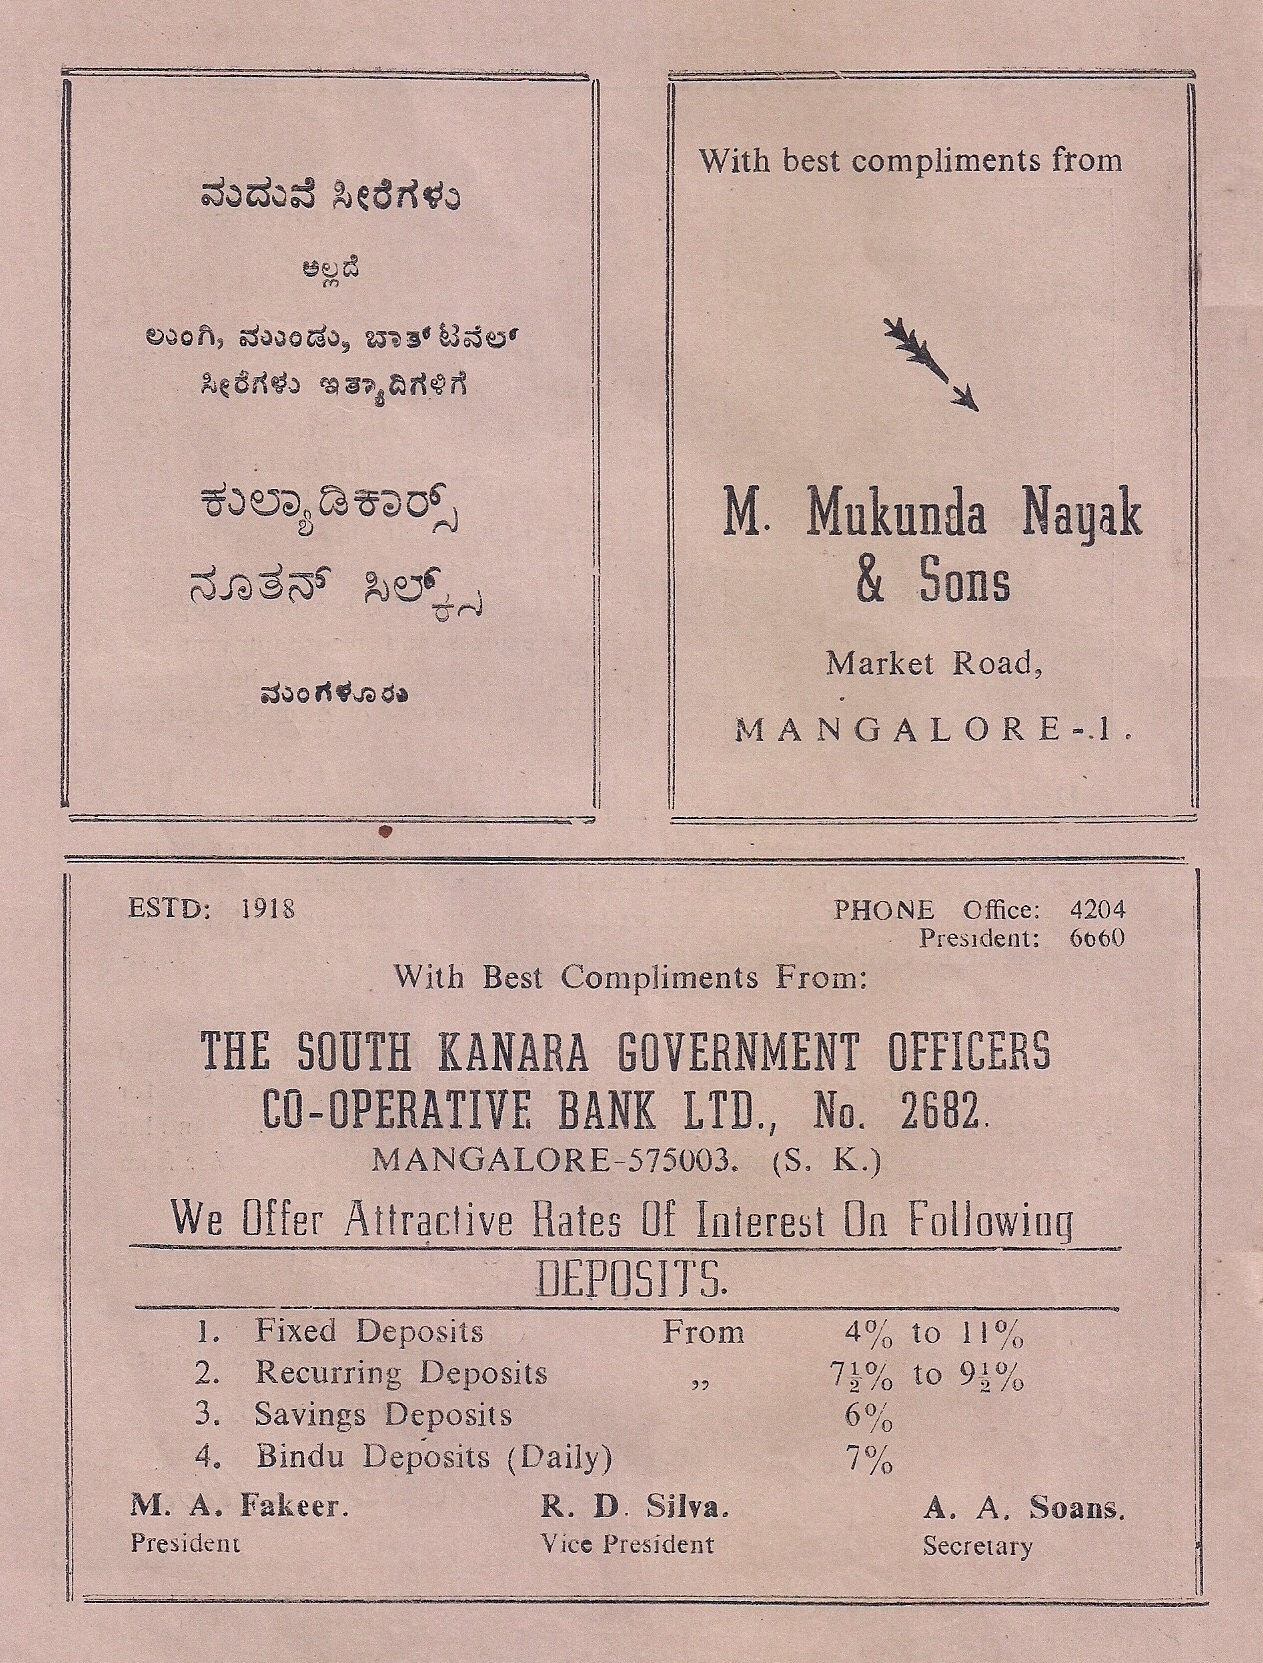 ಮದುವೆ ಸೀರೆಗಳು
ಅಲ್ಲದೆ
ಲುಂಗಿ, ಮುಂಡು, ಬಾತ್ ಟವೆಲ್
ಸೀರೆಗಳು ಇತ್ಯಾದಿಗಳಿಗೆ
ಕುಲ್ಯಾಡಿಕಾರ್ಸ್
ನೂತನ್ ಸಿಲ್ಕ್ಸ್
ಮಂಗಳೂರು
With best compliments from
M. Mukunda Nayak
& Sons
Market Road,
MANGALORE-1.
ESTD: 1918
PHONE Office: 4204
President: 6660
With Best Compliments From:
THE SOUTH KANARA GOVERNMENT OFFICERS
CO-OPERATIVE BANK LTD., No. 2682.
MANGALORE-575003. (S. K.)
We Offer Attractive Rates Of Interest On Following
DEPOSITS.
1. Fixed Deposits From 4% to 11%
2. Recurring Deposits ,, 7½% to 9½%
3. Savings Deposits 6%
4. Bindu Deposits (Daily) 7%
M. A. Fakeer. R. D. Silva. A. A. Soans.
President Vice President Secretary